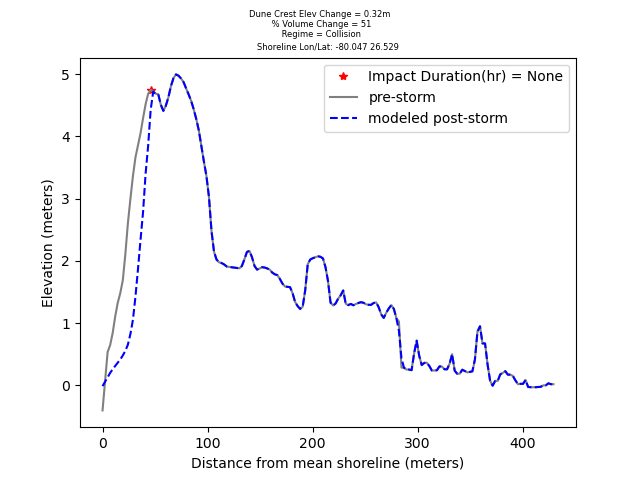 Dune Crest Elev Change = 0.32m
% Volume Change = 51
Regime = Collision
Shoreline Lon/Lat: -80.047 26.529
Impact Duration(hr) = None
pre-storm
modeled post-storm
5
4
3
2
1
0
Elevation (meters)
0 100 200 300 400
Distance from mean shoreline (meters)